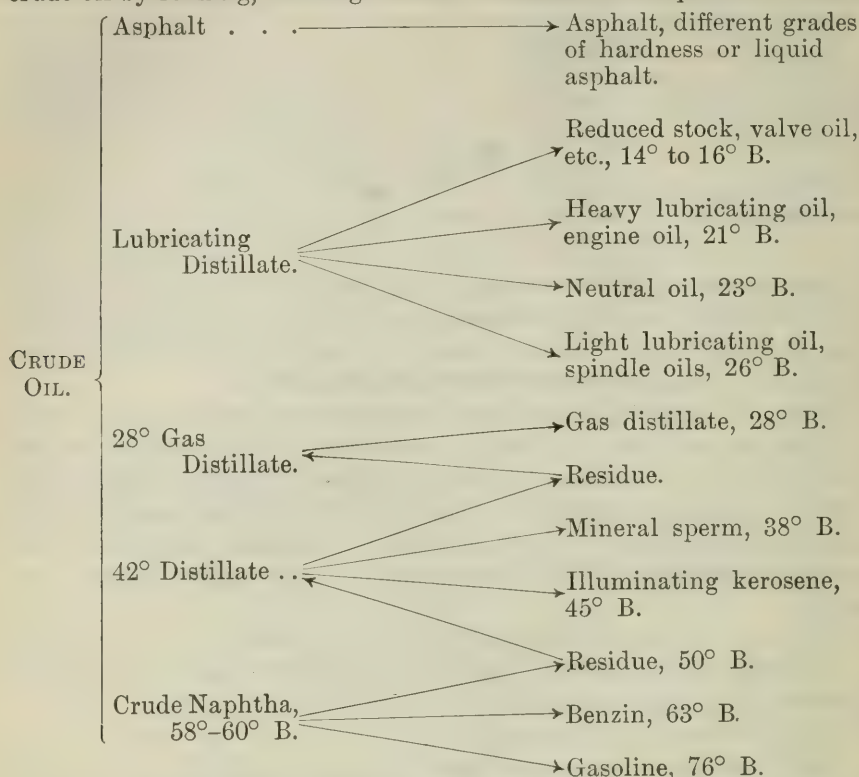 Asphalt . . .
Asphalt, different grades
of hardness or liquid
asphalt.
Reduced stock, valve oil,
etc., 14° to 16° B.
Lubricating
Distillate.
Heavy lubricating oil,
engine oil, 21° B.
Neutral oil, 23° B.
Light lubricating oil,
spindle oils, 26° B.
CRUDE
OIL.
28° Gas
Distillate.
Gas distillate, 28° B.
Residue.
42° Distillate ..
Mineral sperm, 38° B.
Illuminating kerosene,
45° B.
Residue, 50° B.
Crude Naphtha,
58°–60° B.
Benzin, 63° B.
Gasoline, 76° B.